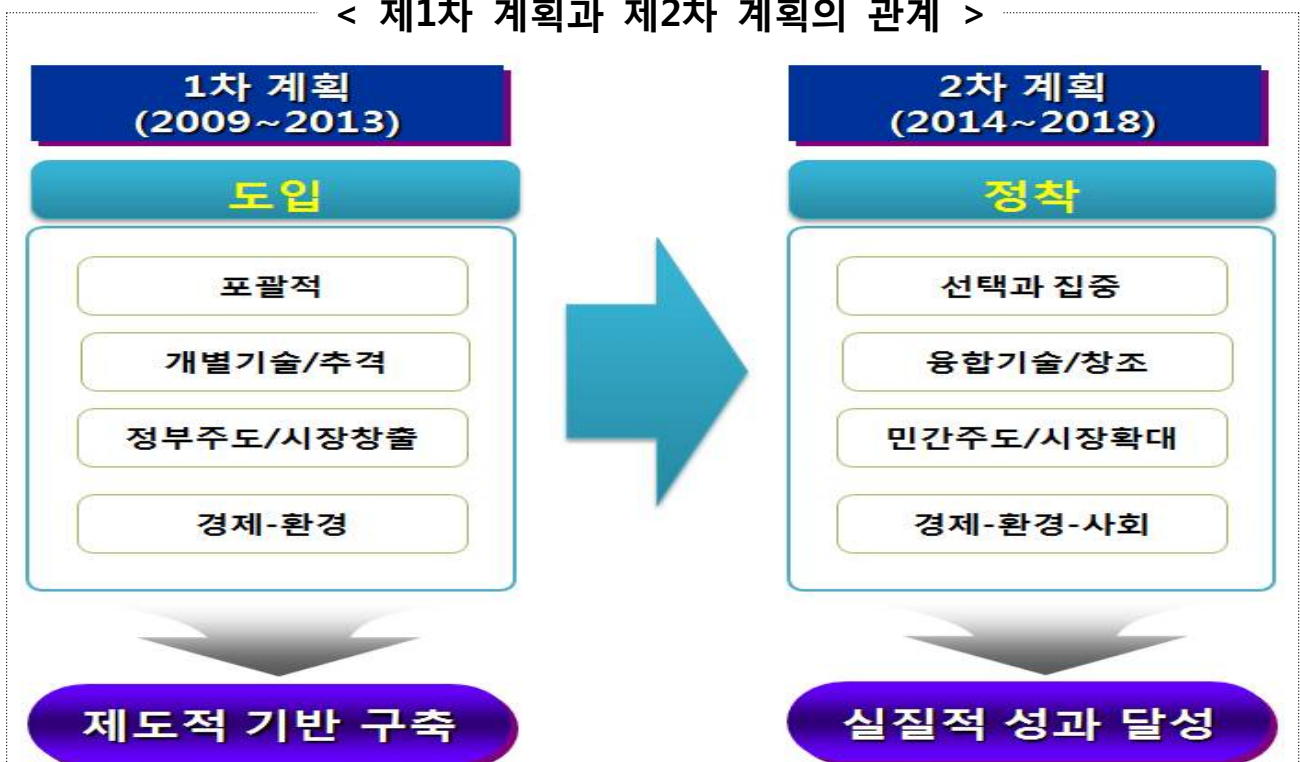 < 제1차 계획과 제2차 계획의 관계 >
1차 계획
(2009~2013)
도입
포괄적
개별기술/추격
정부주도/시장창출
경제-환경
제도적 기반 구축
2차 계획
(2014~2018)
정착
선택과 집중
융합기술/창조
민간주도/시장확대
경제-환경-사회
실질적 성과 달성